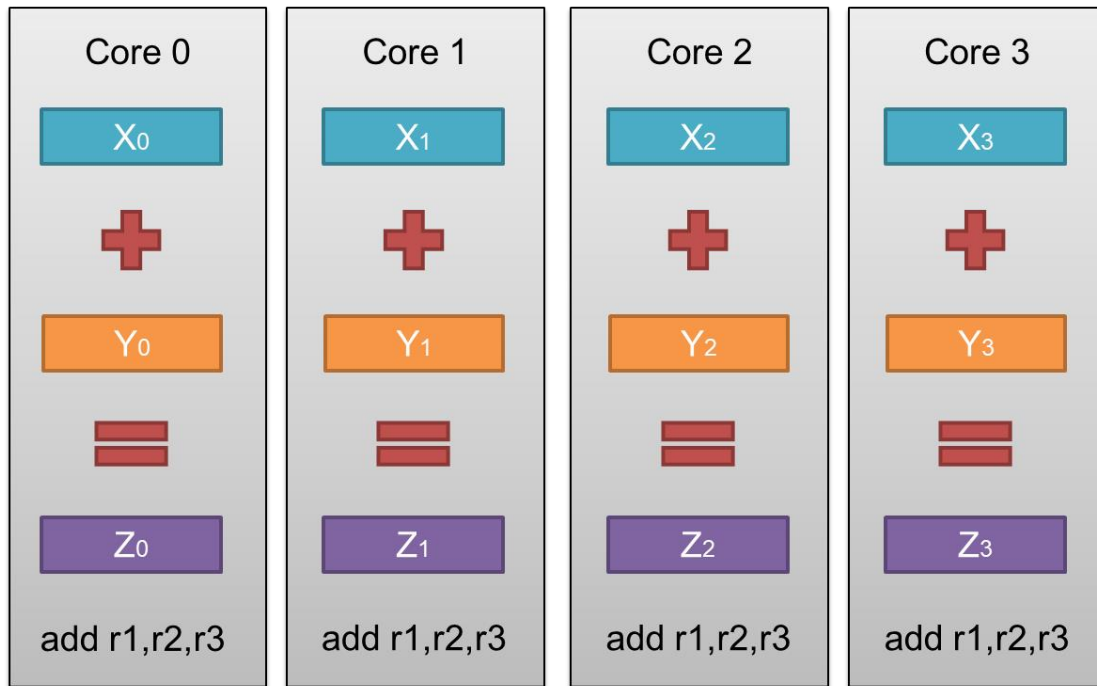 Core 0
X0
Y0
Z0
add r1,r2,r3
Core 1
X1
Y1
Z1
add r1,r2,r3
Core 2
X2
Y2
Z2
add r1,r2,r3
Core 3
X3
Y3
Z3
add r1,r2,r3